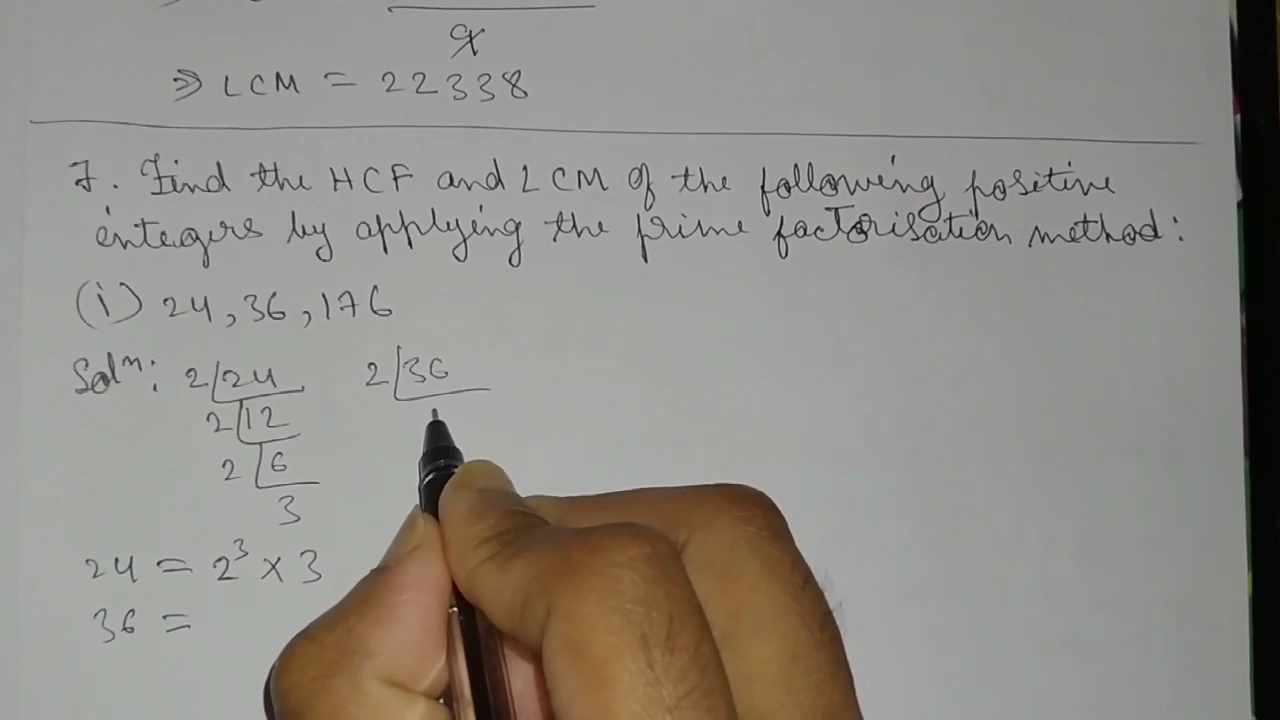 9
⇒ LCM = 22338
7. Find the HCF and LCM of the following positive
integers by applying the prime factorisation method:
(i) 24, 36, 176
Solⁿ: 2 24 2 36
2 12
2 6
3
24 = 2³ × 3
36 =